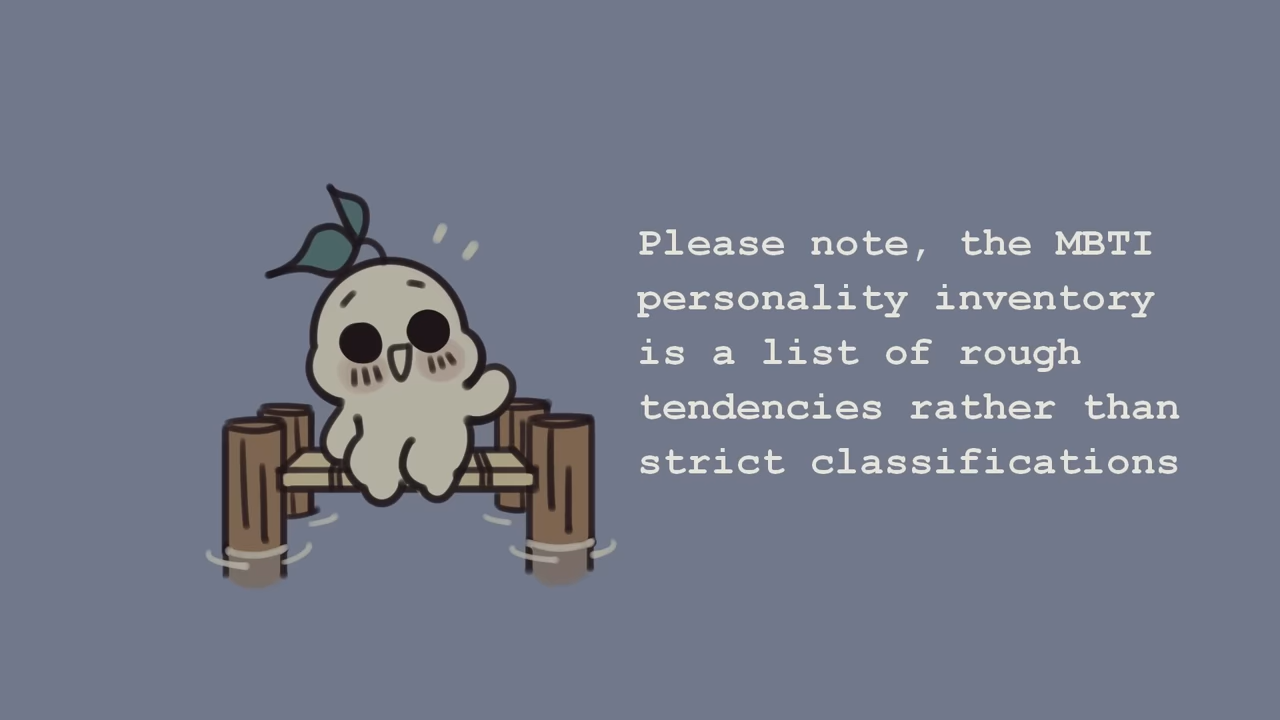 Please note, the MBTI
personality inventory
is a list of rough
tendencies rather than
strict classifications